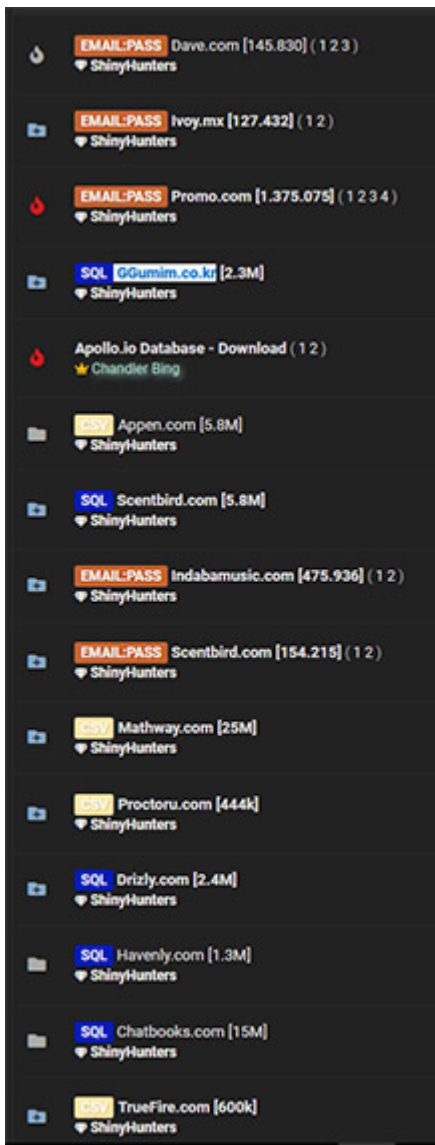 EMAIL:PASS Dave.com [145.830] ( 1 2 3 )
ShinyHunters
EMAIL:PASS Ivoy.mx [127.432] ( 1 2 )
ShinyHunters
EMAIL:PASS Promo.com [1.375.075] ( 1 2 3 4 )
ShinyHunters
SQL GGumim.co.kr [2.3M]
ShinyHunters
Apollo.io Database - Download ( 1 2 )
Chandler Bing
CSV Appen.com [5.8M]
ShinyHunters
SQL Scentbird.com [5.8M]
ShinyHunters
EMAIL:PASS Indabamusic.com [475.936] ( 1 2 )
ShinyHunters
EMAIL:PASS Scentbird.com [154.215] ( 1 2 )
ShinyHunters
CSV Mathway.com [25M]
ShinyHunters
CSV Proctoru.com [444k]
ShinyHunters
SQL Drizly.com [2.4M]
ShinyHunters
SQL Havenly.com [1.3M]
ShinyHunters
SQL Chatbooks.com [15M]
ShinyHunters
CSV TrueFire.com [600k]
ShinyHunters